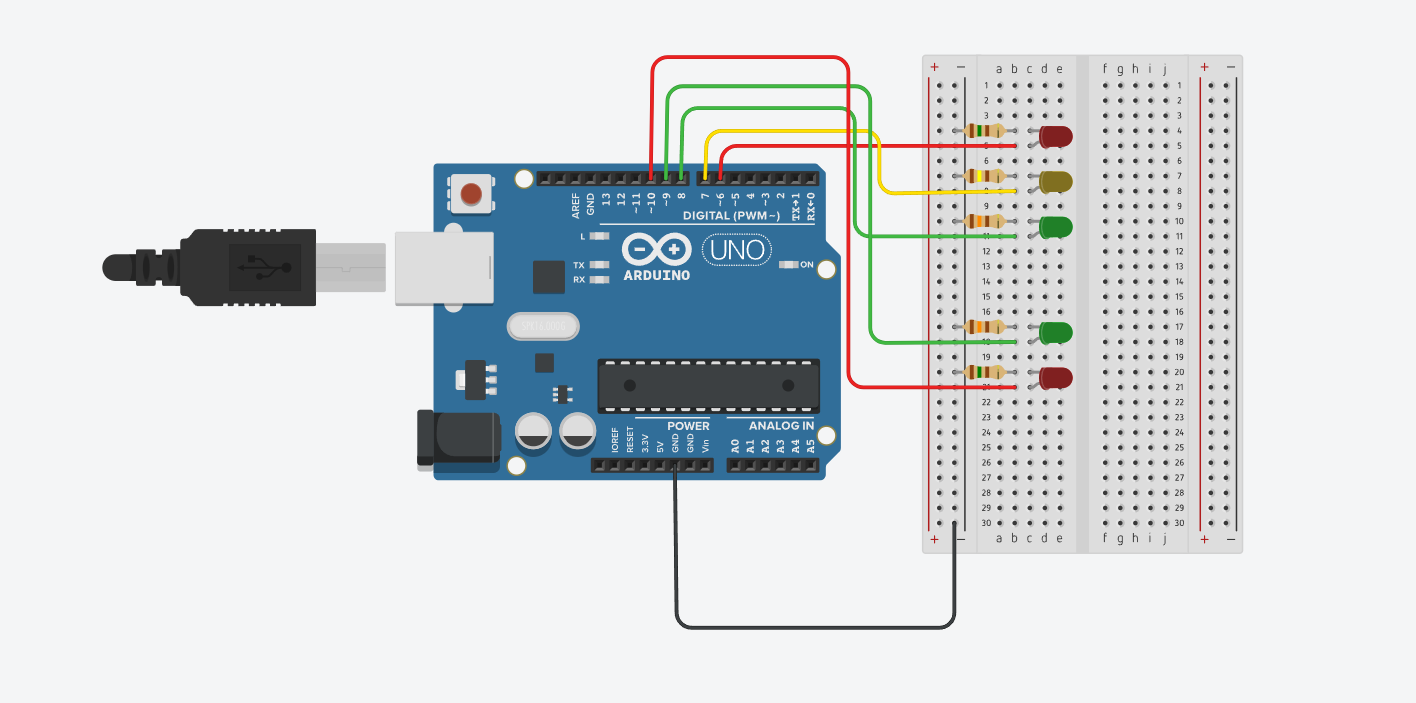 + − a b c d e f g h i j + −
1 1
2 2
3 3
4 4
5 5
6 6
7 7
8 8
9 9
10 10
11 11
12 12
13 13
14 14
15 15
16 16
17 17
18 18
19 19
20 20
21 21
22 22
23 23
24 24
25 25
26 26
27 27
28 28
29 29
30 30
+ − a b c d e f g h i j + −
AREF
GND
13
12
~11
~10
~9
8
7
~6
~5
4
~3
2
TX→1
RX←0
DIGITAL (PWM~)
L
TX
RX
ARDUINO
UNO
ON
POWER
ANALOG IN
IOREF
RESET
3.3V
5V
GND
GND
Vin
A0
A1
A2
A3
A4
A5